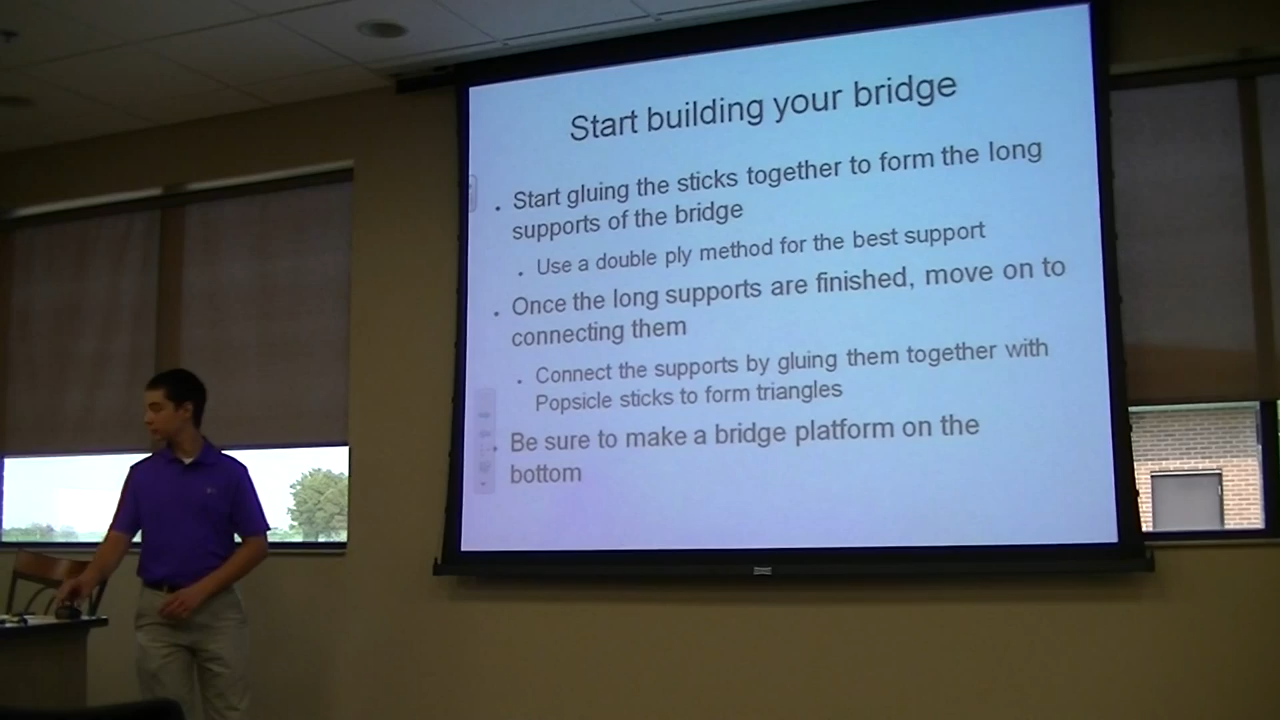 Start building your bridge
. Start gluing the sticks together to form the long
supports of the bridge
. Use a double ply method for the best support
. Once the long supports are finished, move on to
connecting them
. Connect the supports by gluing them together with
Popsicle sticks to form triangles
. Be sure to make a bridge platform on the
bottom